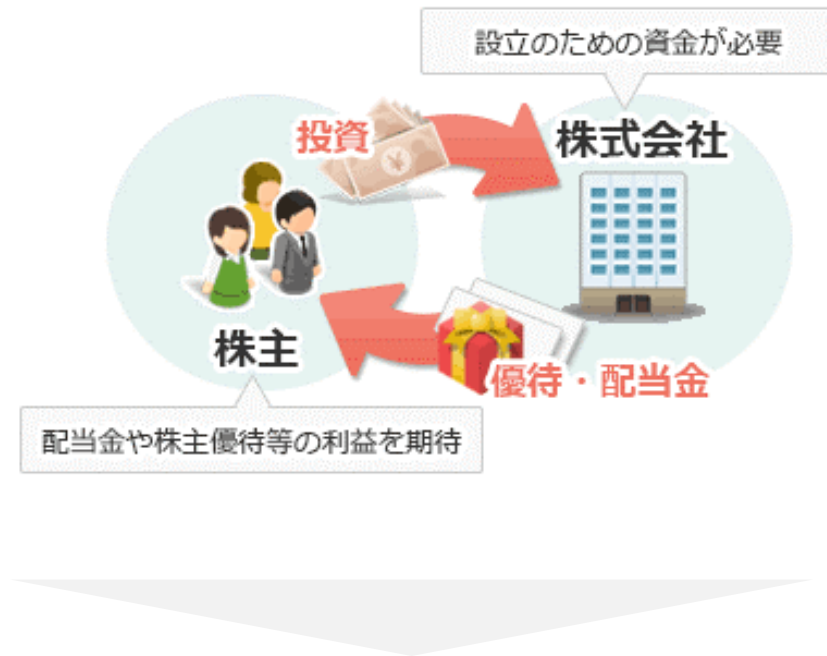 設立のための資金が必要
投資
株式会社
株主
優待・配当金
配当金や株主優待等の利益を期待